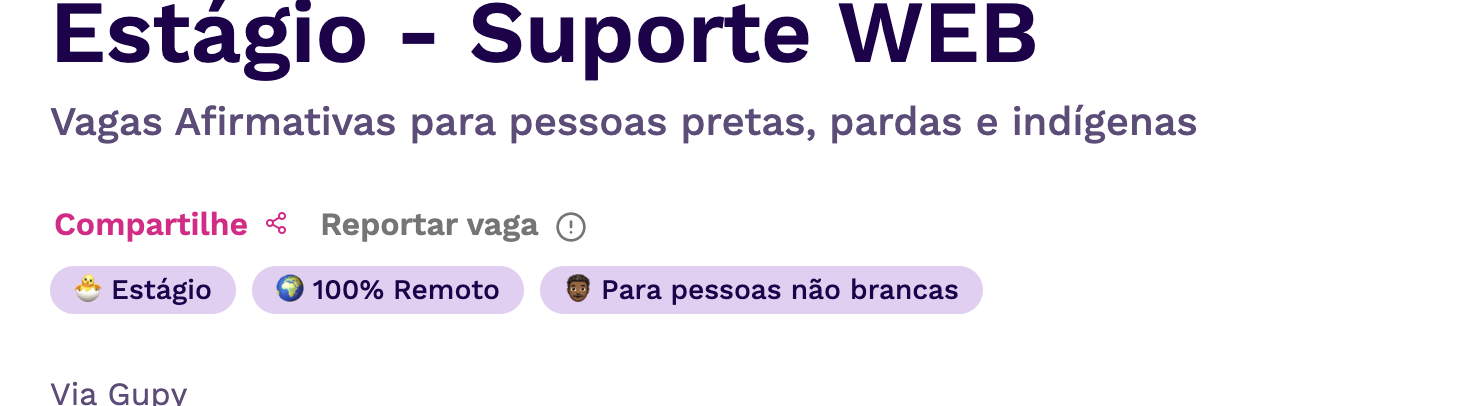 Estágio - Suporte WEB
Vagas Afirmativas para pessoas pretas, pardas e indígenas
Compartilhe Reportar vaga
Estágio 100% Remoto Para pessoas não brancas
Via Gupy